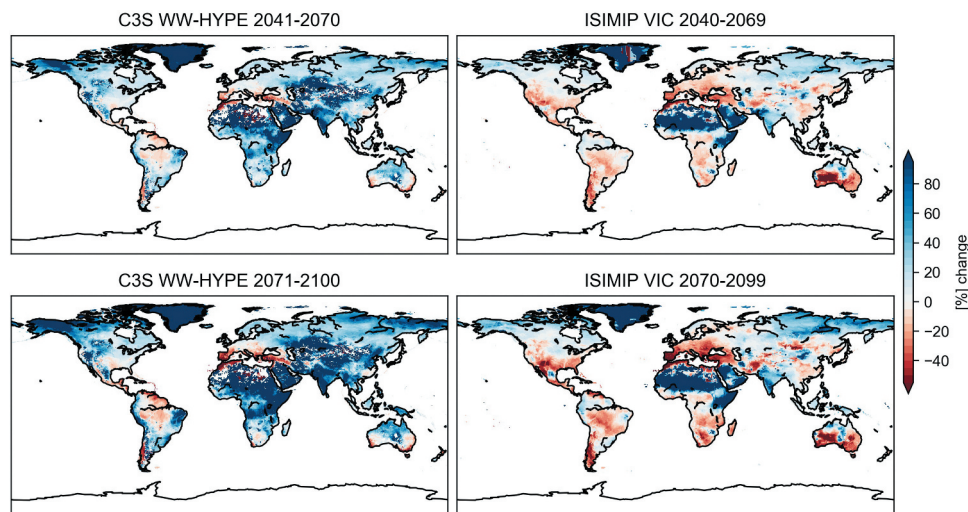 C3S WW-HYPE 2041-2070
ISIMIP VIC 2040-2069
C3S WW-HYPE 2071-2100
ISIMIP VIC 2070-2099
80
60
40
20
0
−20
−40
[%] change